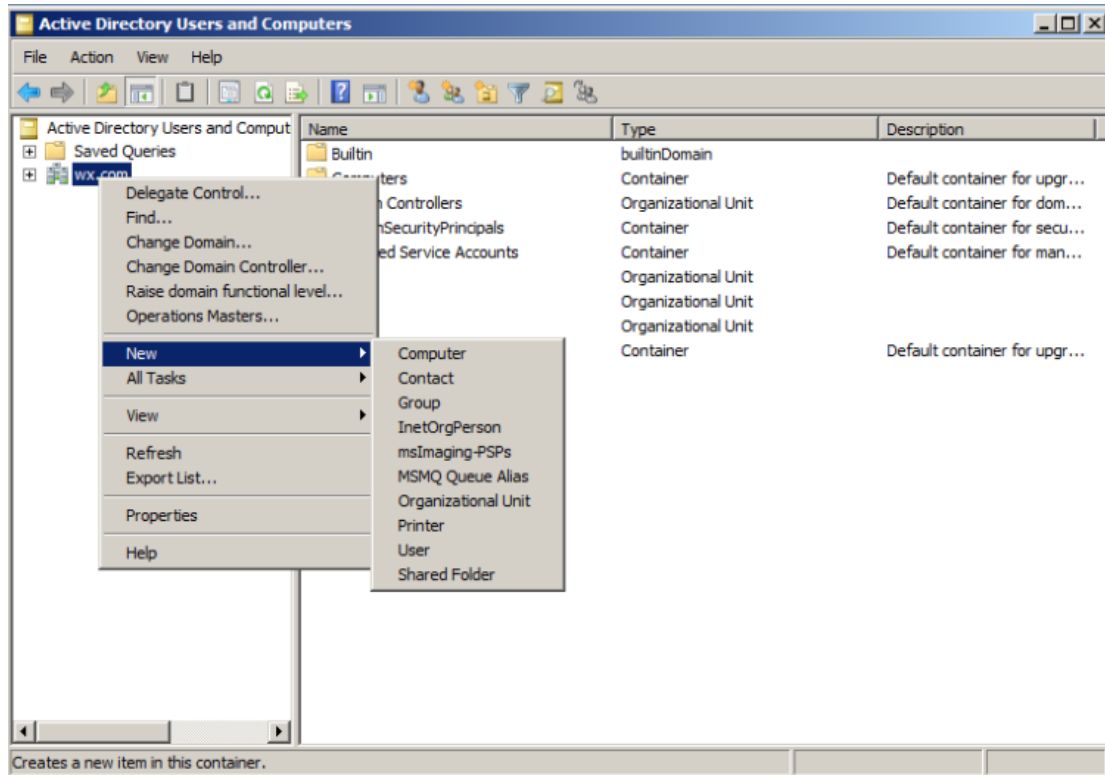 Active Directory Users and Computers
File Action View Help
Active Directory Users and Comput
Saved Queries
wx.com
Name Type Description
Builtin builtinDomain
Computers Container Default container for upgr...
n Controllers Organizational Unit Default container for dom...
nSecurityPrincipals Container Default container for secu...
ed Service Accounts Container Default container for man...
Organizational Unit
Organizational Unit
Organizational Unit
Container Default container for upgr...
Delegate Control...
Find...
Change Domain...
Change Domain Controller...
Raise domain functional level...
Operations Masters...
New
All Tasks
View
Refresh
Export List...
Properties
Help
Computer
Contact
Group
InetOrgPerson
msImaging-PSPs
MSMQ Queue Alias
Organizational Unit
Printer
User
Shared Folder
Creates a new item in this container.